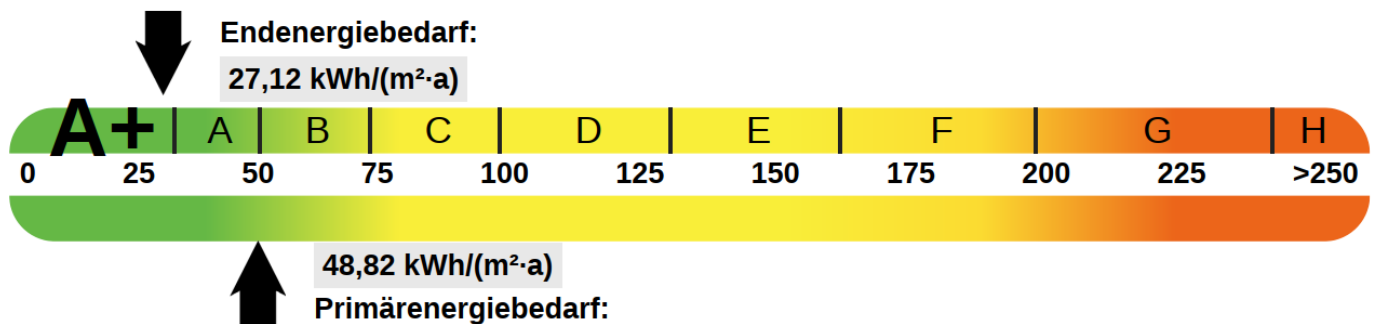 Endenergiebedarf:
27,12 kWh/(m²·a)
A+ A B C D E F G H
0 25 50 75 100 125 150 175 200 225 >250
48,82 kWh/(m²·a)
Primärenergiebedarf: